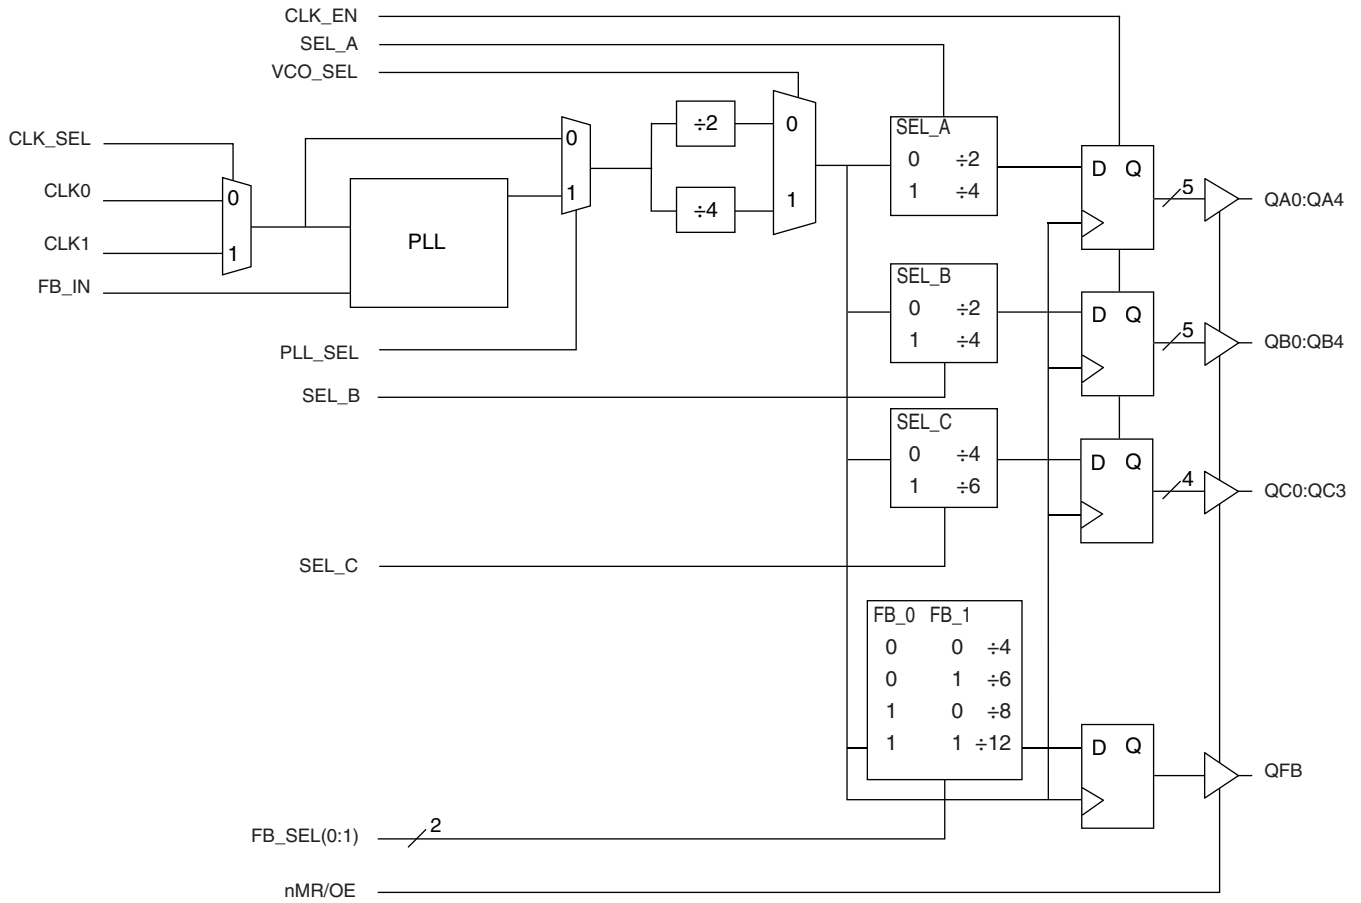 CLK_EN
SEL_A
VCO_SEL
CLK_SEL
CLK0
CLK1
FB_IN
0
1
PLL
PLL_SEL
0
1
÷2
÷4
0
1
SEL_A
0 ÷2
1 ÷4
D Q
5
QA0:QA4
SEL_B
SEL_B
0 ÷2
1 ÷4
D Q
5
QB0:QB4
SEL_C
SEL_C
0 ÷4
1 ÷6
D Q
4
QC0:QC3
FB_0 FB_1
0 0 ÷4
0 1 ÷6
1 0 ÷8
1 1 ÷12
D Q
QFB
FB_SEL(0:1)
2
nMR/OE